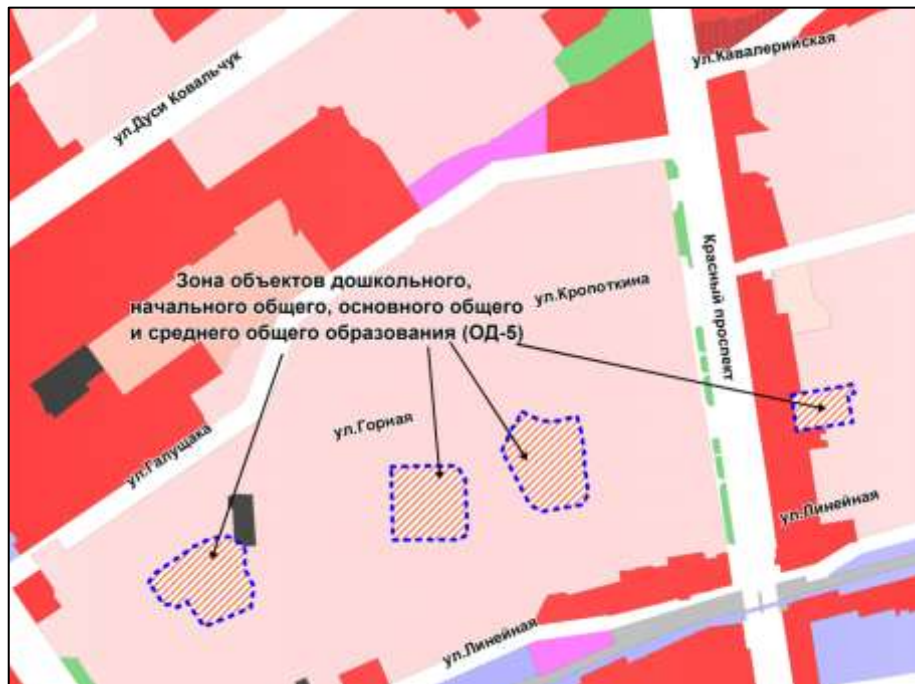 ул.Кавалерийская
ул.Дуси Ковальчук
Красный проспект
Зона объектов дошкольного,
начального общего, основного общего
и среднего общего образования (ОД-5)
ул.Кропоткина
ул.Горная
ул.Галущака
ул.Линейная
ул.Линейная